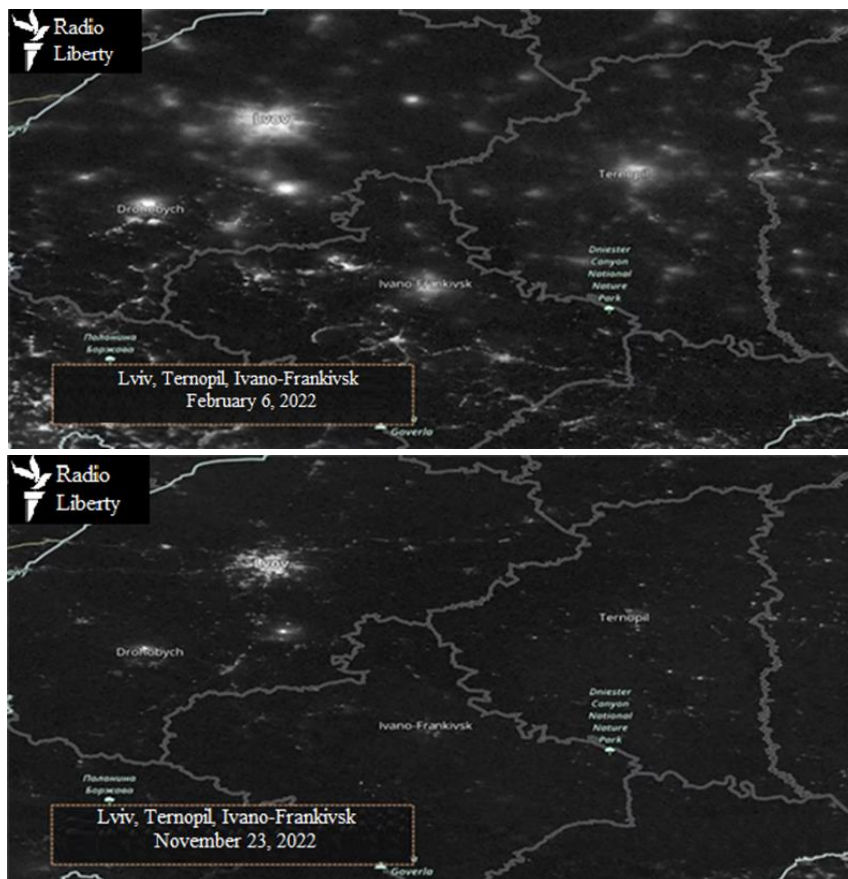 Radio
Liberty
Lvov
Ternopil
Drohobych
Dniester
Canyon
National
Nature
Park
Ivano-Frankivsk
Полонина
Боржава
Lviv, Ternopil, Ivano-Frankivsk
February 6, 2022
Goverla
Radio
Liberty
Lvov
Ternopil
Drohobych
Dniester
Canyon
National
Nature
Park
Ivano-Frankivsk
Полонина
Боржава
Lviv, Ternopil, Ivano-Frankivsk
November 23, 2022
Goverla